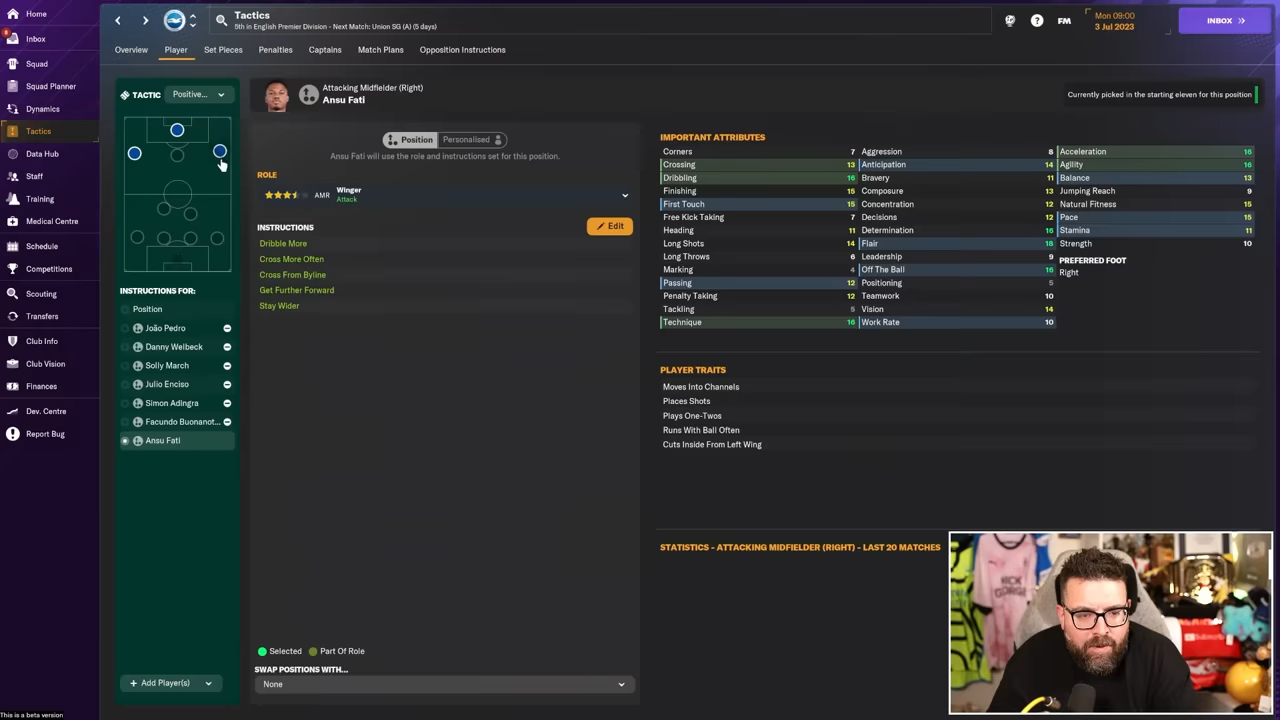 Home
Tactics
5th in English Premier Division - Next Match: Union SG (A) (5 days)
FM
Mon 09:00
3 Jul 2023
INBOX
8
Inbox
Squad
Squad Planner
Dynamics
Tactics
Data Hub
Staff
Training
Medical Centre
Schedule
Competitions
Scouting
Transfers
Club Info
Club Vision
Finances
Dev. Centre
Report Bug
This is a beta version
Overview
Player
Set Pieces
Penalties
Captains
Match Plans
Opposition Instructions
TACTIC
Positive...
INSTRUCTIONS FOR:
Position
João Pedro
Danny Welbeck
Solly March
Julio Enciso
Simon Adingra
Facundo Buonanot...
Ansu Fati
Add Player(s)
Attacking Midfielder (Right)
Ansu Fati
Currently picked in the starting eleven for this position
Position
Personalised
Ansu Fati will use the role and instructions set for this position.
ROLE
AMR
Winger
Attack
INSTRUCTIONS
Edit
Dribble More
Cross More Often
Cross From Byline
Get Further Forward
Stay Wider
Selected
Part Of Role
SWAP POSITIONS WITH...
None
IMPORTANT ATTRIBUTES
Corners 7 Aggression 8 Acceleration 16
Crossing 13 Anticipation 14 Agility 16
Dribbling 16 Bravery 11 Balance 13
Finishing 15 Composure 13 Jumping Reach 9
First Touch 15 Concentration 12 Natural Fitness 15
Free Kick Taking 7 Decisions 12 Pace 15
Heading 11 Determination 16 Stamina 11
Long Shots 14 Flair 18 Strength 10
Long Throws 6 Leadership 9
Marking 4 Off The Ball 16
Passing 12 Positioning 5
Penalty Taking 12 Teamwork 10
Tackling 5 Vision 14
Technique 16 Work Rate 10
PREFERRED FOOT
Right
PLAYER TRAITS
Moves Into Channels
Places Shots
Plays One-Twos
Runs With Ball Often
Cuts Inside From Left Wing
STATISTICS - ATTACKING MIDFIELDER (RIGHT) - LAST 20 MATCHES